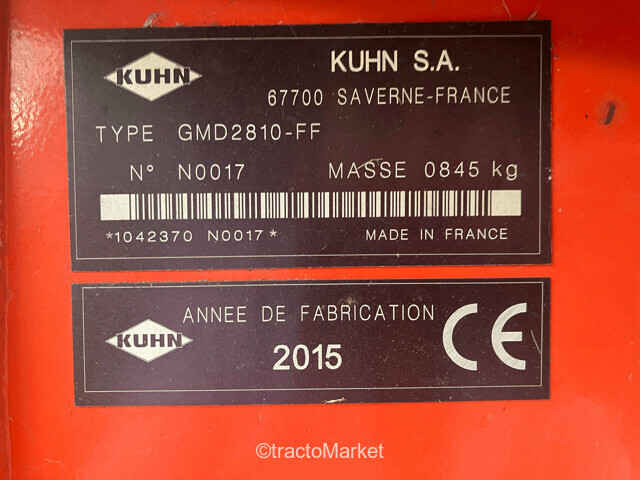 KUHN
KUHN S.A.
67700 SAVERNE-FRANCE
TYPE GMD2810-FF
N° N0017 MASSE 0845 kg
*1042370 N0017* MADE IN FRANCE
KUHN
ANNEE DE FABRICATION
2015
CE
©tractoMarket